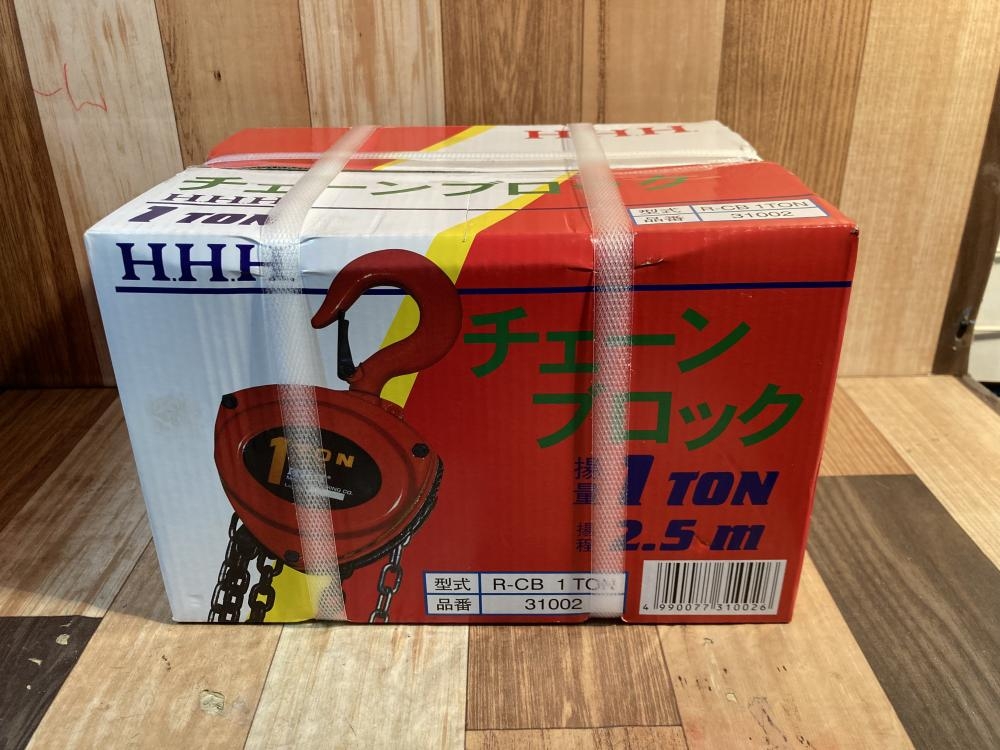 H.H.H.
チェーンブロック
H.H.H.
1 TON
型式 R-CB 1TON
品番 31002
H.H.H.
チェーン
ブロック
揚量 1 TON
揚程 2.5 m
1 TON
型式 R-CB 1 TON
品番 31002
4 990077 310026